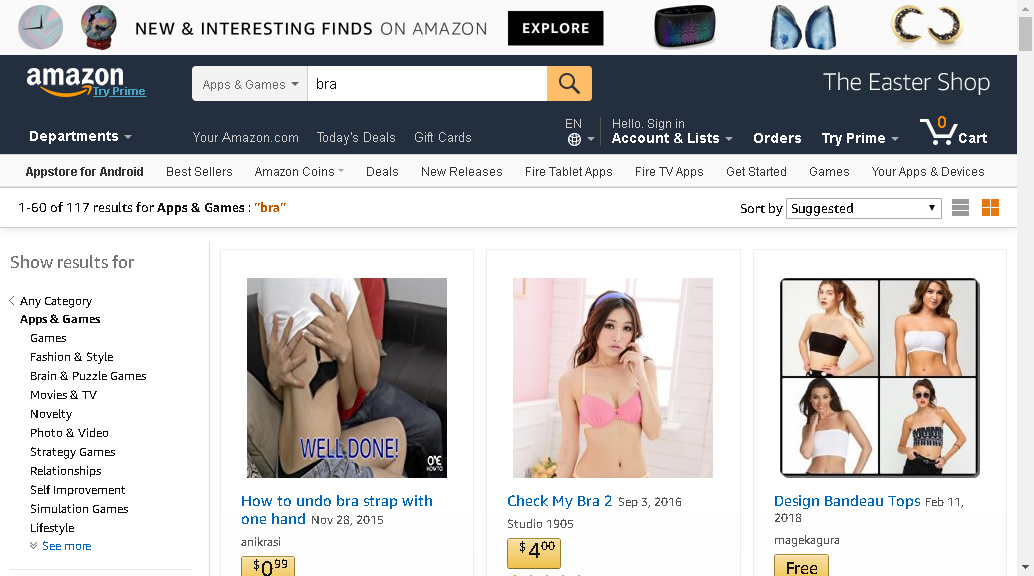 NEW & INTERESTING FINDS ON AMAZON
EXPLORE
amazon
Try Prime
Apps & Games
bra
The Easter Shop
Departments
Your Amazon.com
Today's Deals
Gift Cards
EN
Hello. Sign in
Account & Lists
Orders
Try Prime
0
Cart
Appstore for Android
Best Sellers
Amazon Coins
Deals
New Releases
Fire Tablet Apps
Fire TV Apps
Get Started
Games
Your Apps & Devices
1-60 of 117 results for Apps & Games : "bra"
Sort by
Suggested
Show results for
Any Category
Apps & Games
Games
Fashion & Style
Brain & Puzzle Games
Movies & TV
Novelty
Photo & Video
Strategy Games
Relationships
Self Improvement
Simulation Games
Lifestyle
See more
WELL DONE!
How to undo bra strap with
one hand Nov 28, 2015
anikrasi
$0.99
Check My Bra 2 Sep 3, 2016
Studio 1905
$4.00
Design Bandeau Tops Feb 11,
2018
magekagura
Free